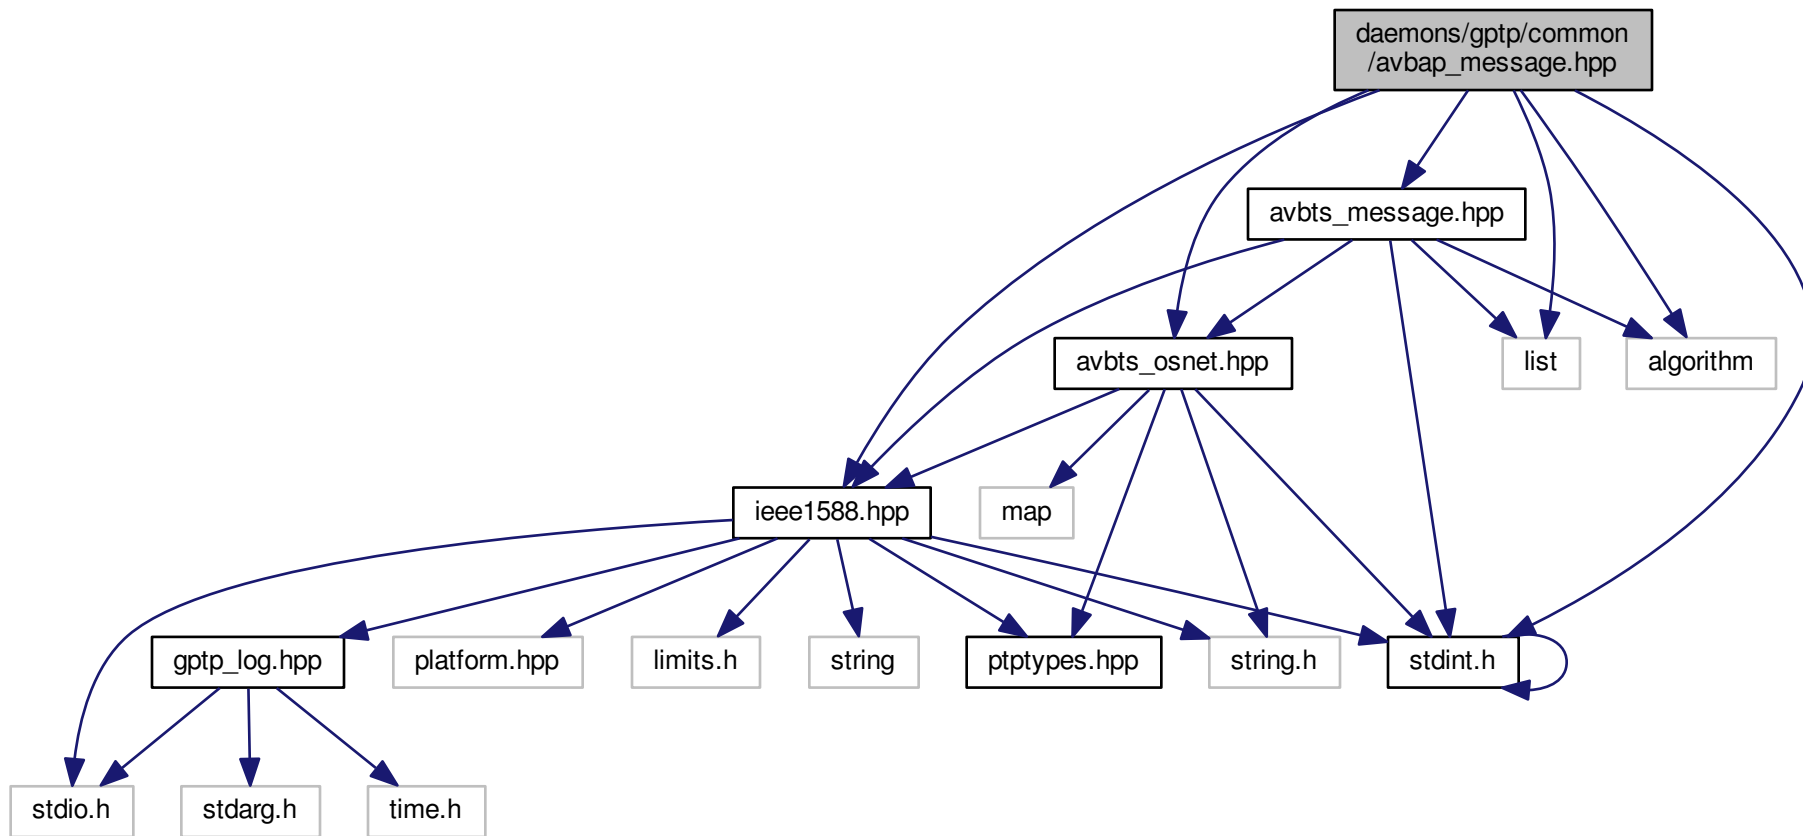 daemons/gptp/common
/avbap_message.hpp
avbts_message.hpp
avbts_osnet.hpp
list
algorithm
ieee1588.hpp
map
gptp_log.hpp
platform.hpp
limits.h
string
ptptypes.hpp
string.h
stdint.h
stdio.h
stdarg.h
time.h